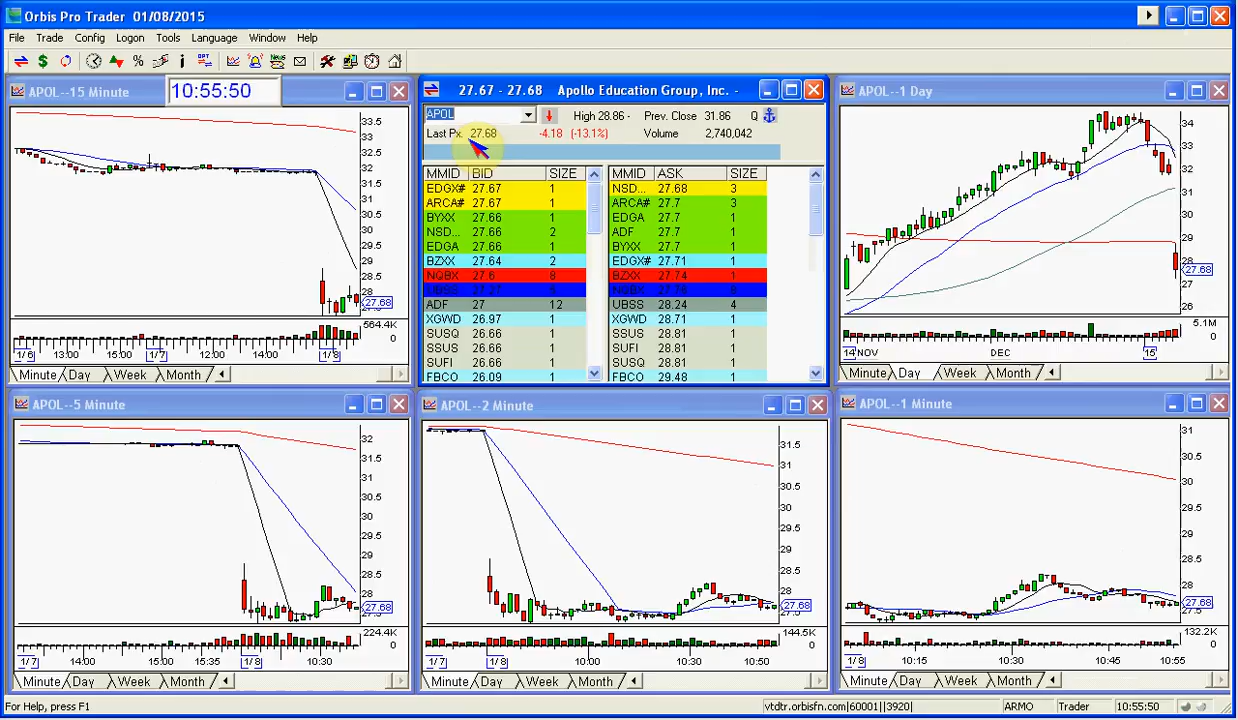 Orbis Pro Trader 01/08/2015
File Trade Config Logon Tools Language Window Help
APOL--15 Minute
10:55:50
33.5
33
32.5
32
31.5
31
30.5
30
29.5
29
28.5
28
27.68
564.4K
0
1/6 13:00 15:00 1/7 12:00 14:00 1/8
Minute Day Week Month
27.67 - 27.68 Apollo Education Group, Inc. -
APOL High 28.86 - Prev. Close 31.86 Q
Last Px. 27.68 -4.18 (-13.1%) Volume 2,740,042
MMID BID SIZE MMID ASK SIZE
EDGX# 27.67 1 NSD... 27.68 3
ARCA# 27.67 1 ARCA# 27.7 3
BYXX 27.66 1 EDGA 27.7 1
NSD... 27.66 2 ADF 27.7 1
EDGA 27.66 1 BYXX 27.7 1
BZXX 27.64 2 EDGX# 27.71 1
NQBX 27.6 8 BZXX 27.74 1
ADF 27 12 UBSS 28.24 4
XGWD 26.97 1 XGWD 28.71 1
SUSQ 26.66 1 SSUS 28.81 1
SSUS 26.66 1 SUFI 28.81 1
SUFI 26.66 1 SUSQ 28.81 1
FBCO 26.09 1 FBCO 29.48 1
APOL--1 Day
34
33
32
31
30
29
28
27.68
26
5.1M
0
14 NOV DEC 15
Minute Day Week Month
APOL--5 Minute
32
31.5
31
30.5
30
29.5
29
28.5
28
27.68
224.4K
0
1/7 14:00 15:00 15:35 1/8 10:30
Minute Day Week Month
APOL--2 Minute
31.5
31
30.5
30
29.5
29
28.5
28
27.68
144.5K
0
1/7 1/8 10:00 10:30 10:50
Minute Day Week Month
APOL--1 Minute
31
30.5
30
29.5
29
28.5
28
27.68
132.2K
0
1/8 10:15 10:30 10:45 10:55
Minute Day Week Month
For Help, press F1 vtdtr.orbisfn.com|60001||3920| ARMO Trader 10:55:50